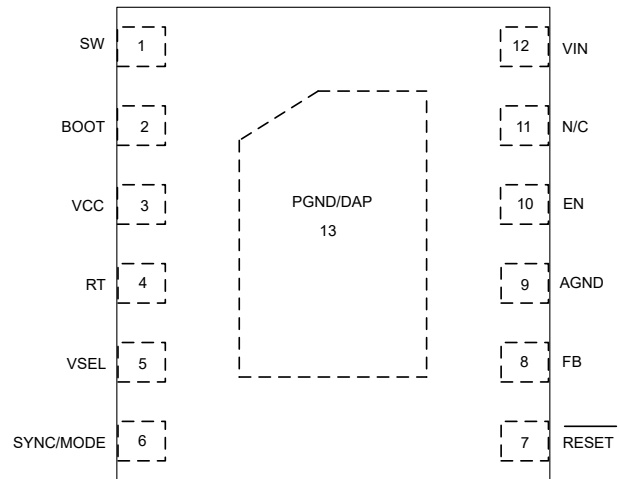 SW 1
12 VIN
BOOT 2
11 N/C
VCC 3
PGND/DAP
13
10 EN
RT 4
9 AGND
VSEL 5
8 FB
SYNC/MODE 6
7 RESET